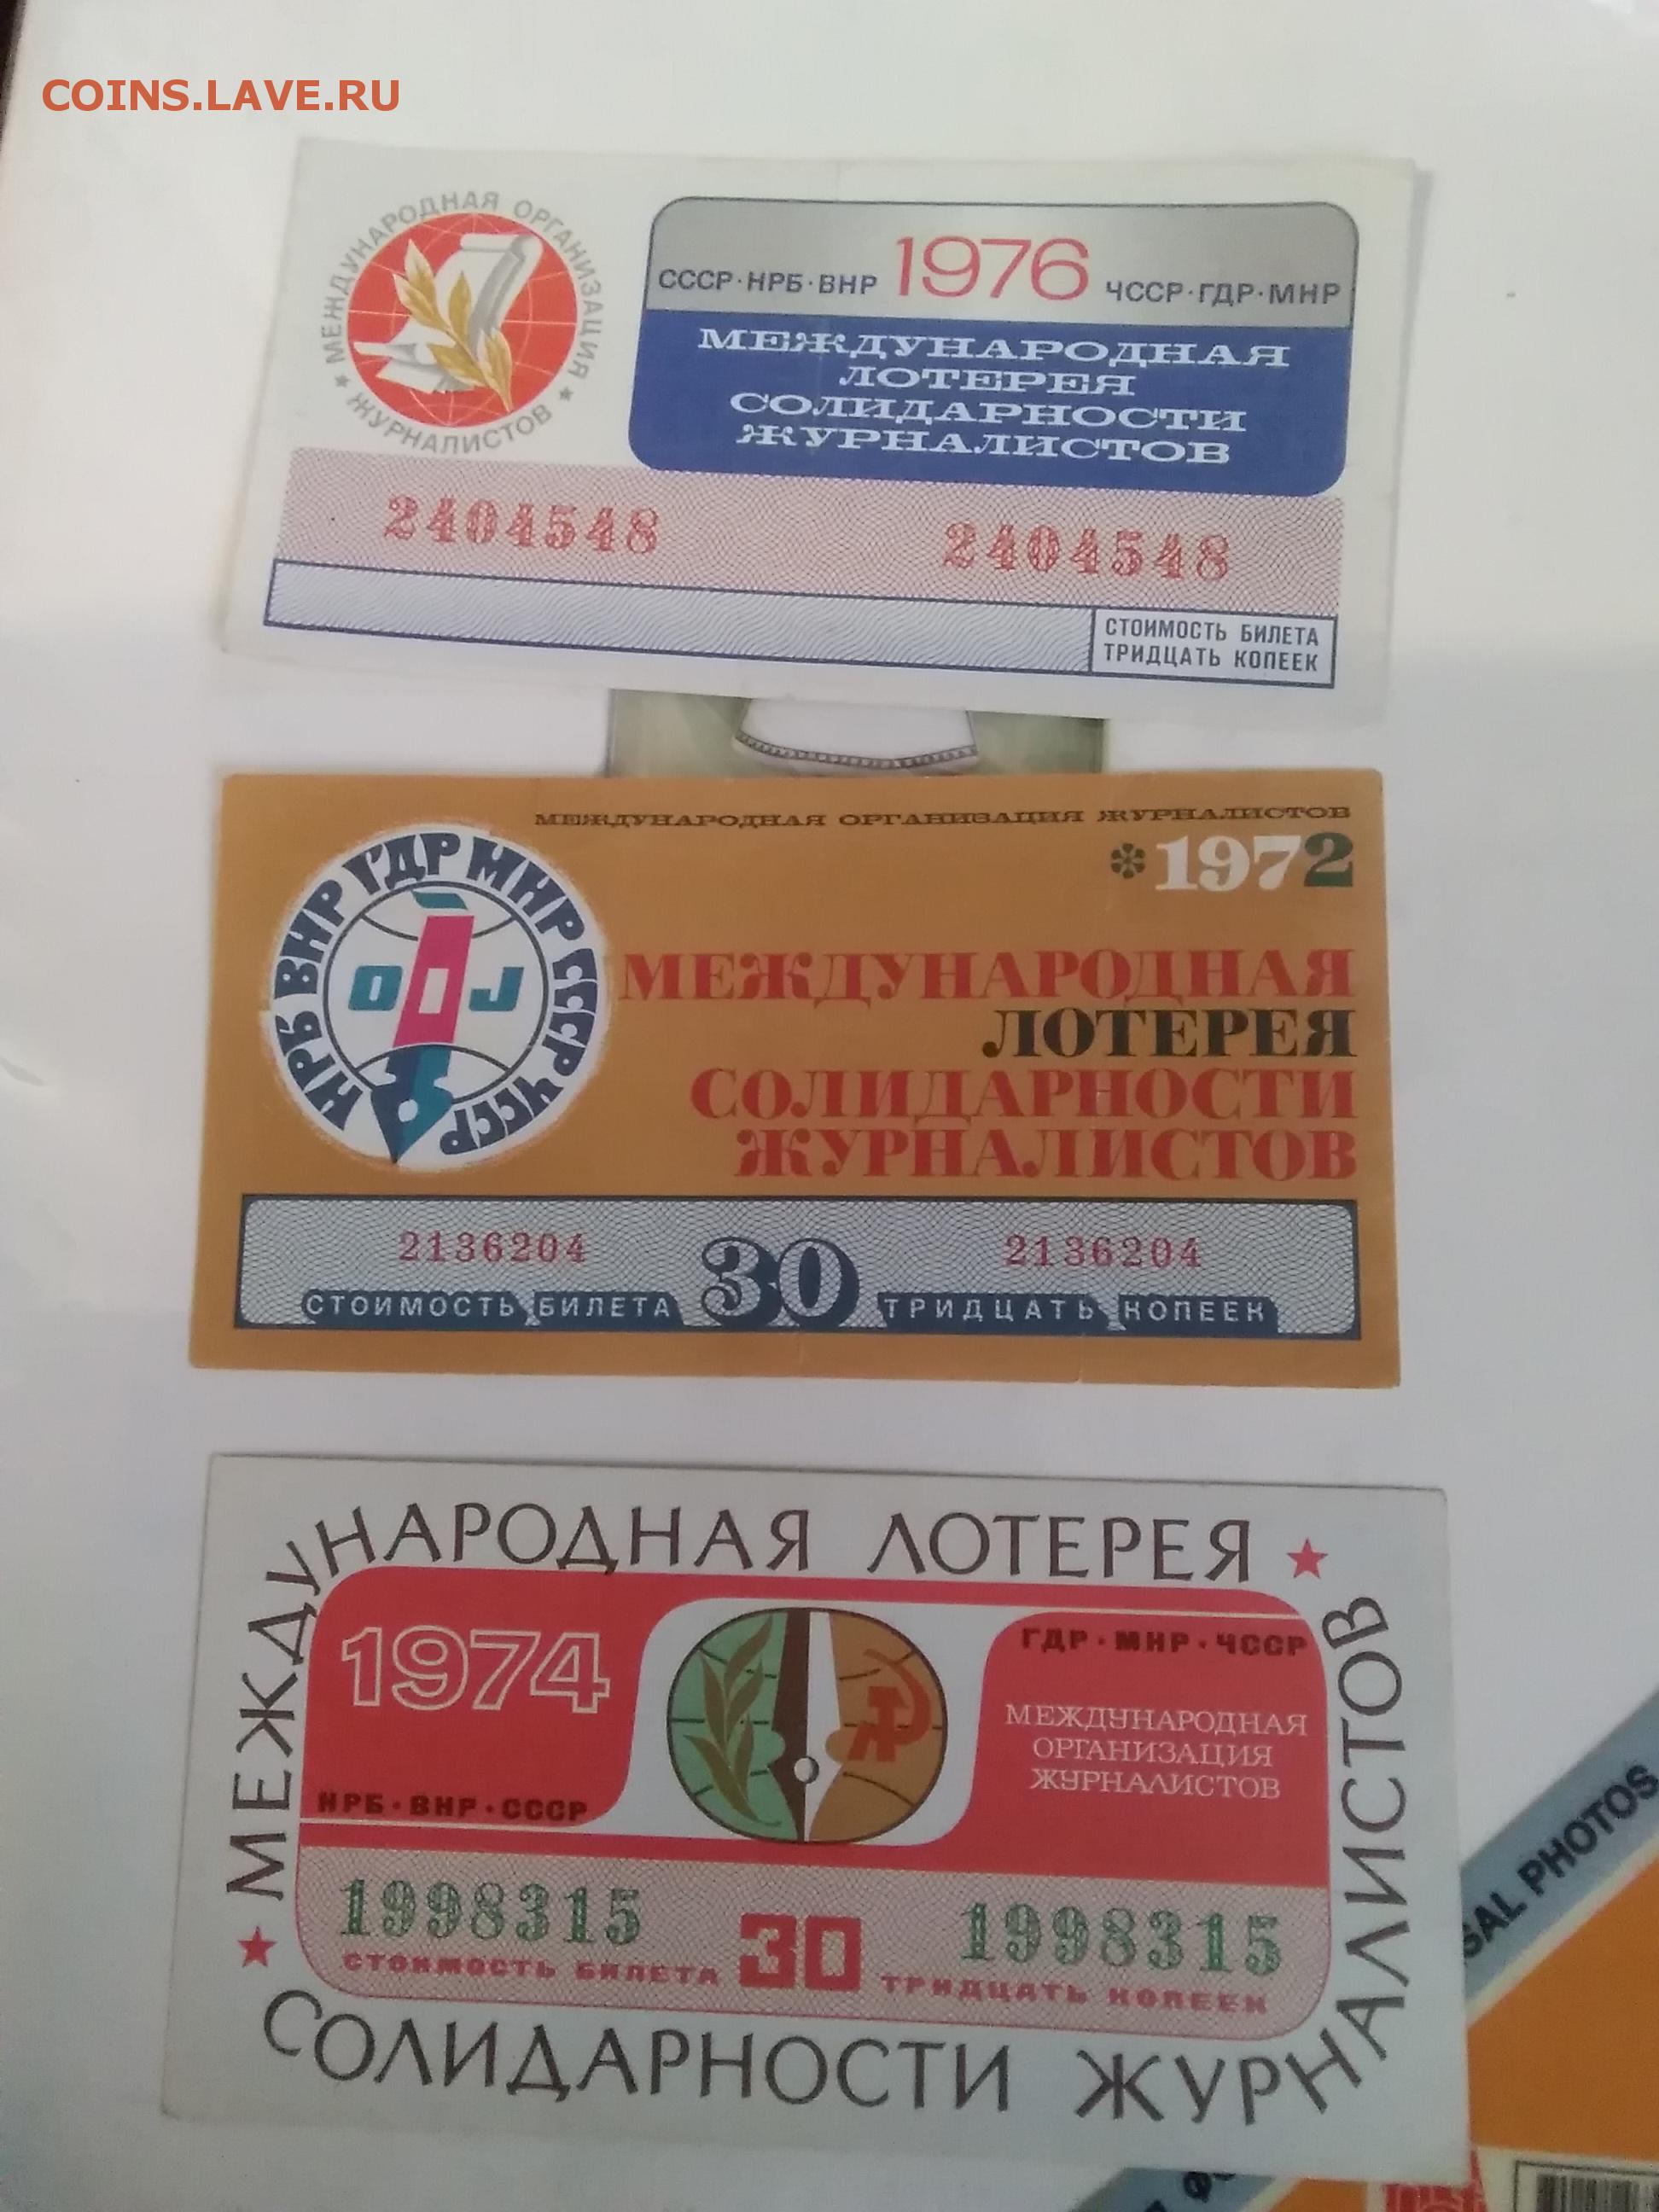 COINS.LAVE.RU
МЕЖДУНАРОДНАЯ ОРГАНИЗАЦИЯ
★ ЖУРНАЛИСТОВ ★
СССР·НРБ·ВНР 1976 ЧССР·ГДР·МНР
МЕЖДУНАРОДНАЯ
ЛОТЕРЕЯ
СОЛИДАРНОСТИ
ЖУРНАЛИСТОВ
2404548 2404548
СТОИМОСТЬ БИЛЕТА
ТРИДЦАТЬ КОПЕЕК
МЕЖДУНАРОДНАЯ ОРГАНИЗАЦИЯ ЖУРНАЛИСТОВ
*1972
НРБ ВНР ГДР МНР СССР ЧССР
OIJ
МЕЖДУНАРОДНАЯ
ЛОТЕРЕЯ
СОЛИДАРНОСТИ
ЖУРНАЛИСТОВ
2136204 2136204
СТОИМОСТЬ БИЛЕТА 30 ТРИДЦАТЬ КОПЕЕК
МЕЖДУНАРОДНАЯ ЛОТЕРЕЯ ★
★ СОЛИДАРНОСТИ ЖУРНАЛИСТОВ
1974
НРБ·ВНР·СССР
ГДР·МНР·ЧССР
МЕЖДУНАРОДНАЯ
ОРГАНИЗАЦИЯ
ЖУРНАЛИСТОВ
1998315 1998315
СТОИМОСТЬ БИЛЕТА 30 ТРИДЦАТЬ КОПЕЕК
SAL PHOTOS